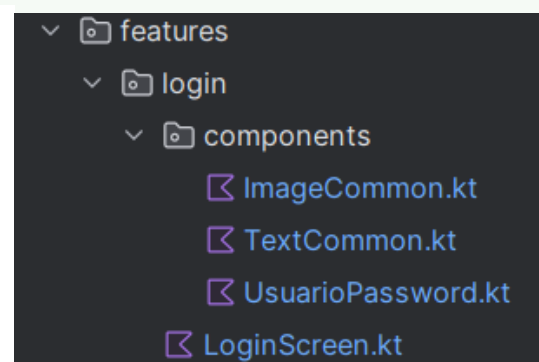 features
login
components
ImageCommon.kt
TextCommon.kt
UsuarioPassword.kt
LoginScreen.kt